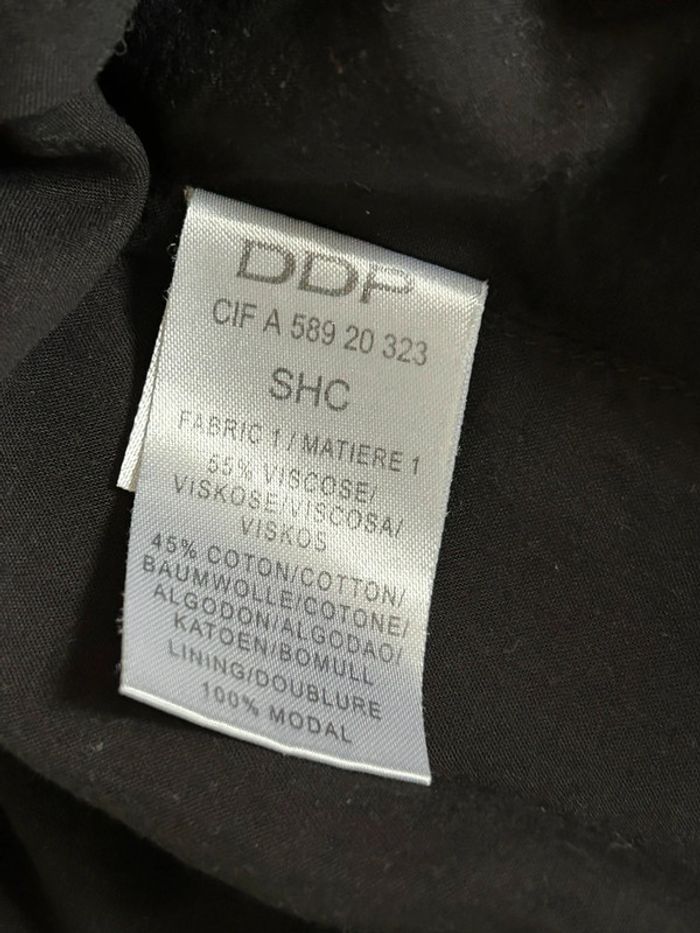 DDP
CIF A 589 20 323
SHC
FABRIC 1 / MATIERE 1
55% VISCOSE/
VISKOSE/VISCOSA/
VISKOS
45% COTON/COTTON/
BAUMWOLLE/COTONE/
ALGODON/ALGODAO/
KATOEN/BOMULL
LINING/DOUBLURE
100% MODAL